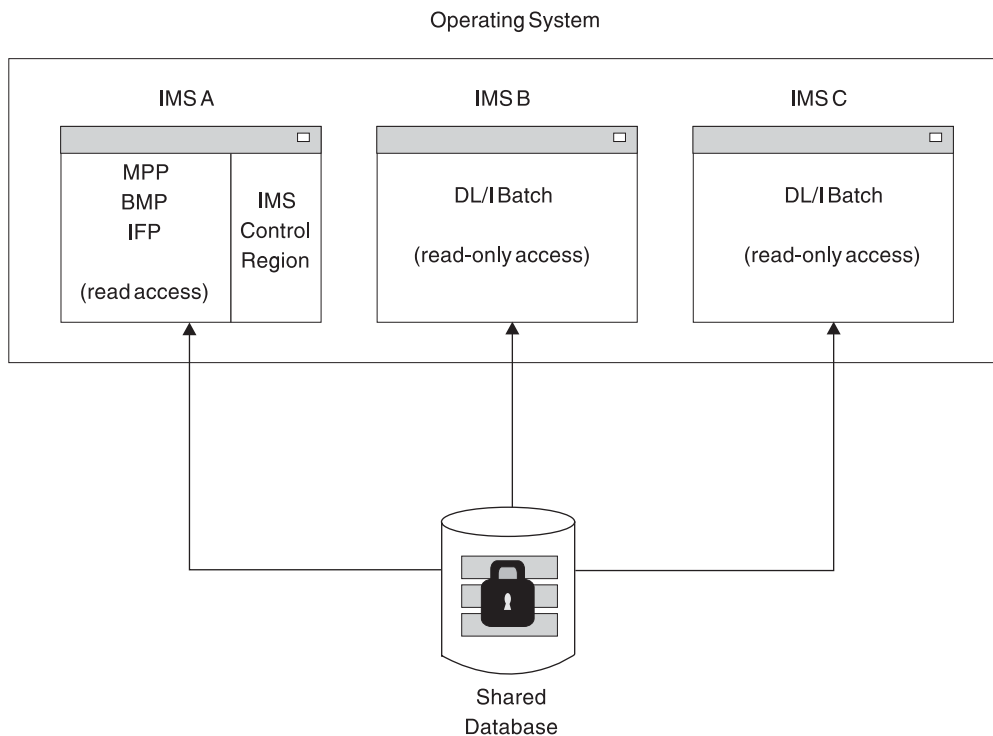 Operating System
IMS A
IMS B
IMS C
MPP
BMP
IFP
(read access)
IMS
Control
Region
DL/I Batch
(read-only access)
DL/I Batch
(read-only access)
Shared
Database